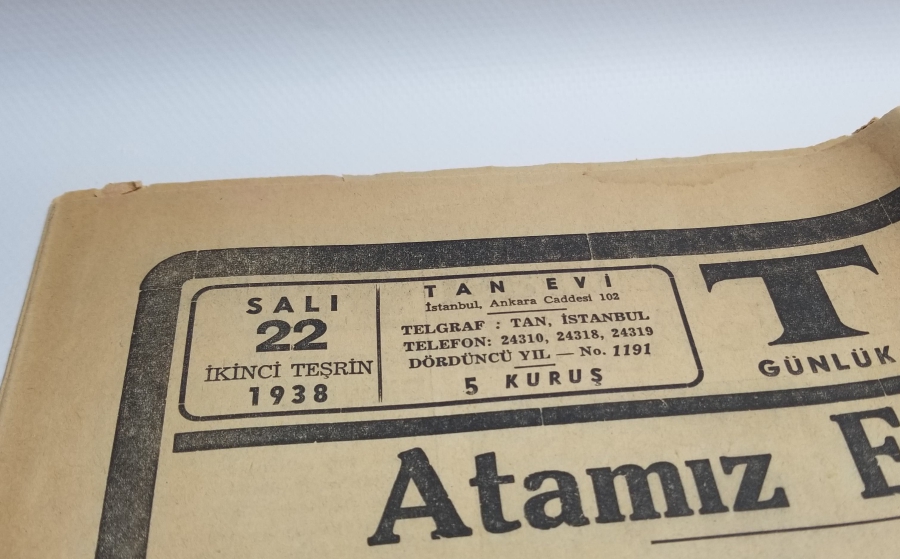 SALI
22
İKİNCİ TEŞRİN
1938
TAN EVİ
İstanbul, Ankara Caddesi 102
TELGRAF : TAN, İSTANBUL
TELEFON: 24310, 24318, 24319
DÖRDÜNCÜ YIL — No. 1191
5 KURUŞ
T
GÜNLÜK
Atamız E